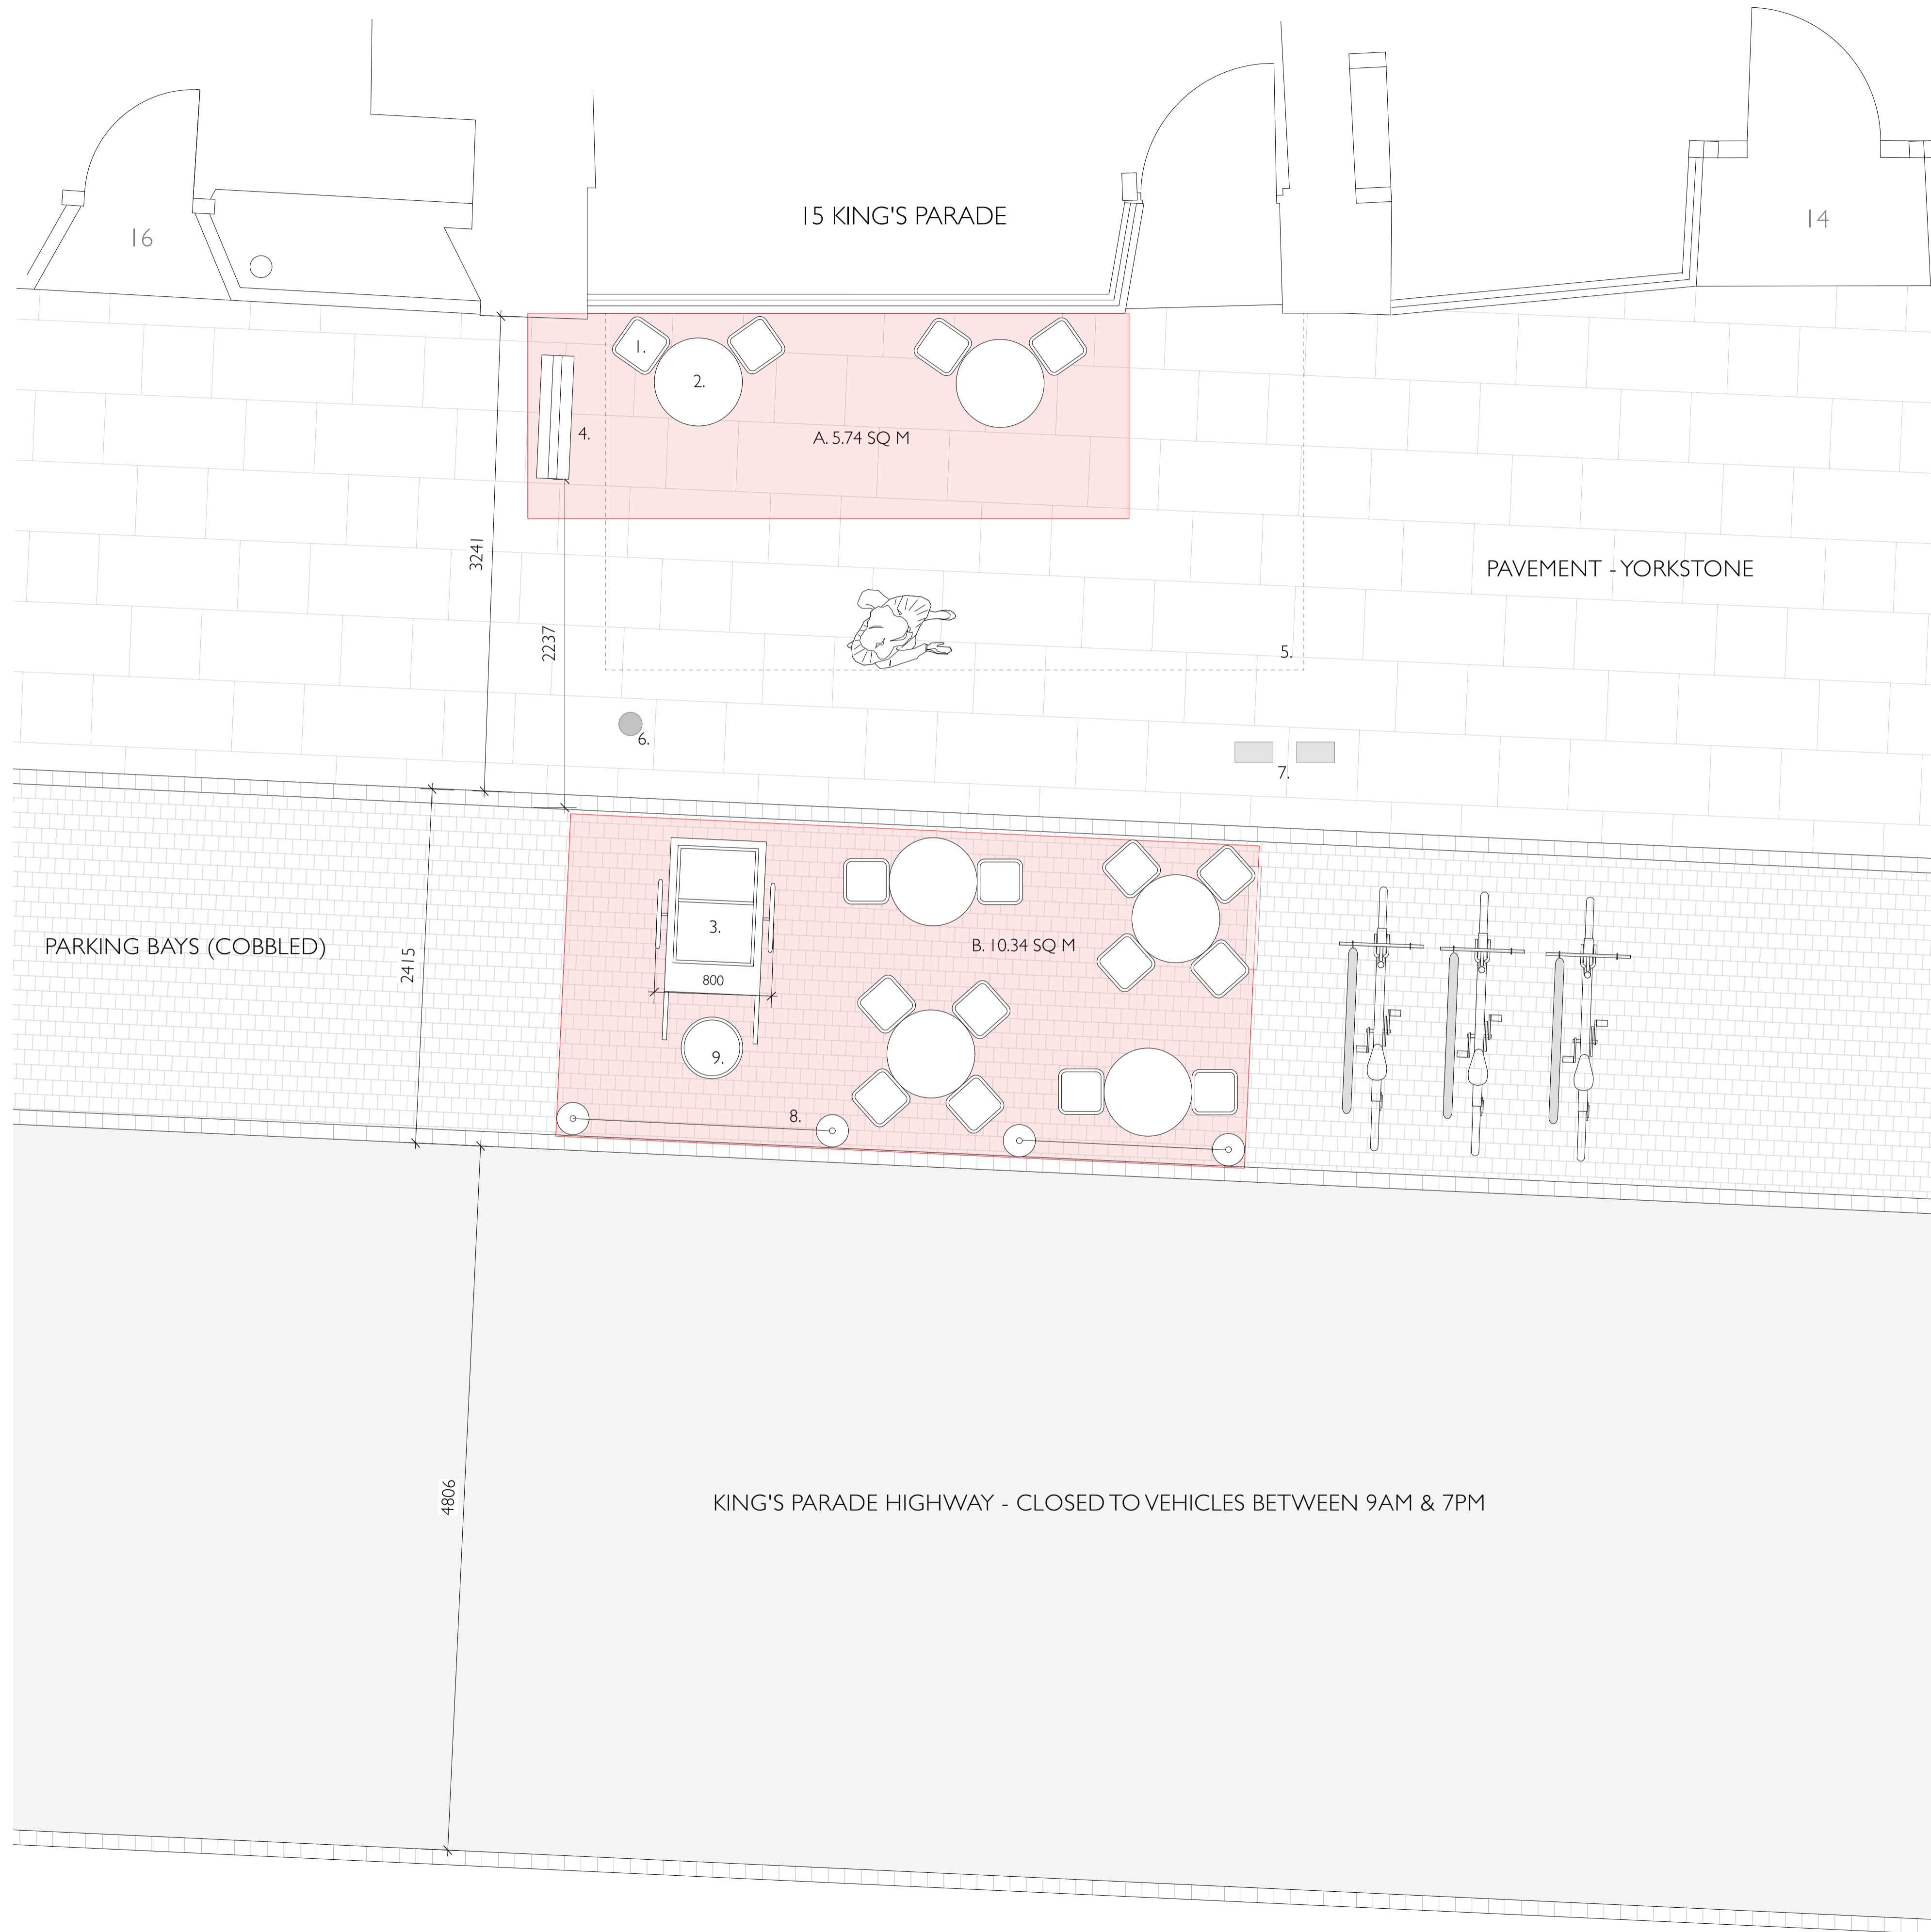 15 KING'S PARADE
16
14
1.
2.
4.
A. 5.74 SQ M
3241
PAVEMENT - YORKSTONE
2237
5.
6.
7.
PARKING BAYS (COBBLED)
2415
3.
B. 10.34 SQ M
800
9.
8.
4806
KING'S PARADE HIGHWAY - CLOSED TO VEHICLES BETWEEN 9AM & 7PM